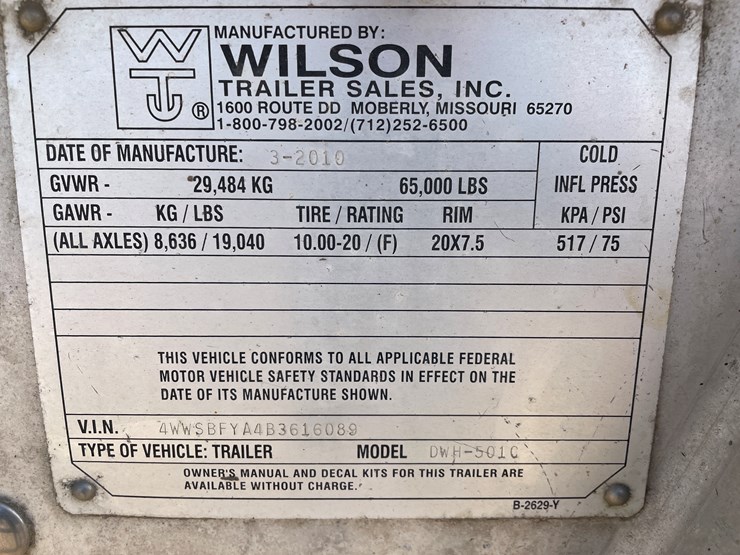 WTJ®
MANUFACTURED BY:
WILSON
TRAILER SALES, INC.
1600 ROUTE DD MOBERLY, MISSOURI 65270
1-800-798-2002/(712)252-6500
DATE OF MANUFACTURE: 3-2010 COLD
GVWR - 29,484 KG 65,000 LBS INFL PRESS
GAWR - KG / LBS TIRE / RATING RIM KPA / PSI
(ALL AXLES) 8,636 / 19,040 10.00-20 / (F) 20X7.5 517 / 75
THIS VEHICLE CONFORMS TO ALL APPLICABLE FEDERAL
MOTOR VEHICLE SAFETY STANDARDS IN EFFECT ON THE
DATE OF ITS MANUFACTURE SHOWN.
V.I.N. 4WWSBFYA4B3616089
TYPE OF VEHICLE: TRAILER MODEL DWH-501C
OWNER'S MANUAL AND DECAL KITS FOR THIS TRAILER ARE
AVAILABLE WITHOUT CHARGE.
B-2629-Y